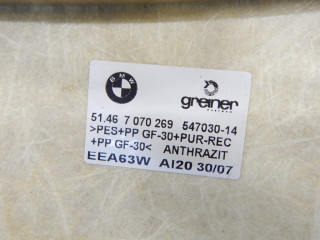 BMW
greiner
51.46 7 070 269 547030-14
>PES+PP GF-30+PUR-REC
+PP GF-30< ANTHRAZIT
EEA63W AI20 30/07